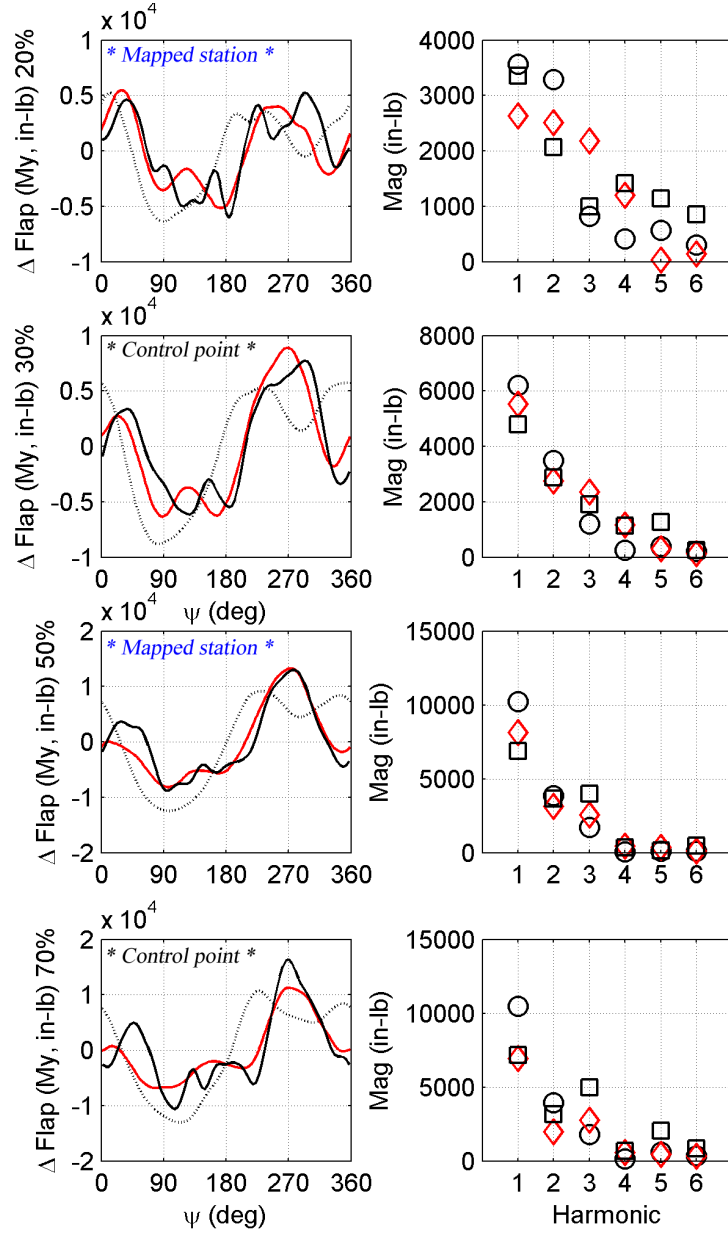 x 10^4
* Mapped station *
Δ Flap (My, in-lb) 20%
1
0.5
0
-0.5
-1
0 90 180 270 360
Mag (in-lb)
4000
3000
2000
1000
0
1 2 3 4 5 6
x 10^4
* Control point *
Δ Flap (My, in-lb) 30%
1
0.5
0
-0.5
-1
0 90 180 270 360
ψ (deg)
Mag (in-lb)
8000
6000
4000
2000
0
1 2 3 4 5 6
x 10^4
* Mapped station *
Δ Flap (My, in-lb) 50%
2
1
0
-1
-2
0 90 180 270 360
Mag (in-lb)
15000
10000
5000
0
1 2 3 4 5 6
x 10^4
* Control point *
Δ Flap (My, in-lb) 70%
2
1
0
-1
-2
0 90 180 270 360
ψ (deg)
Mag (in-lb)
15000
10000
5000
0
1 2 3 4 5 6
Harmonic